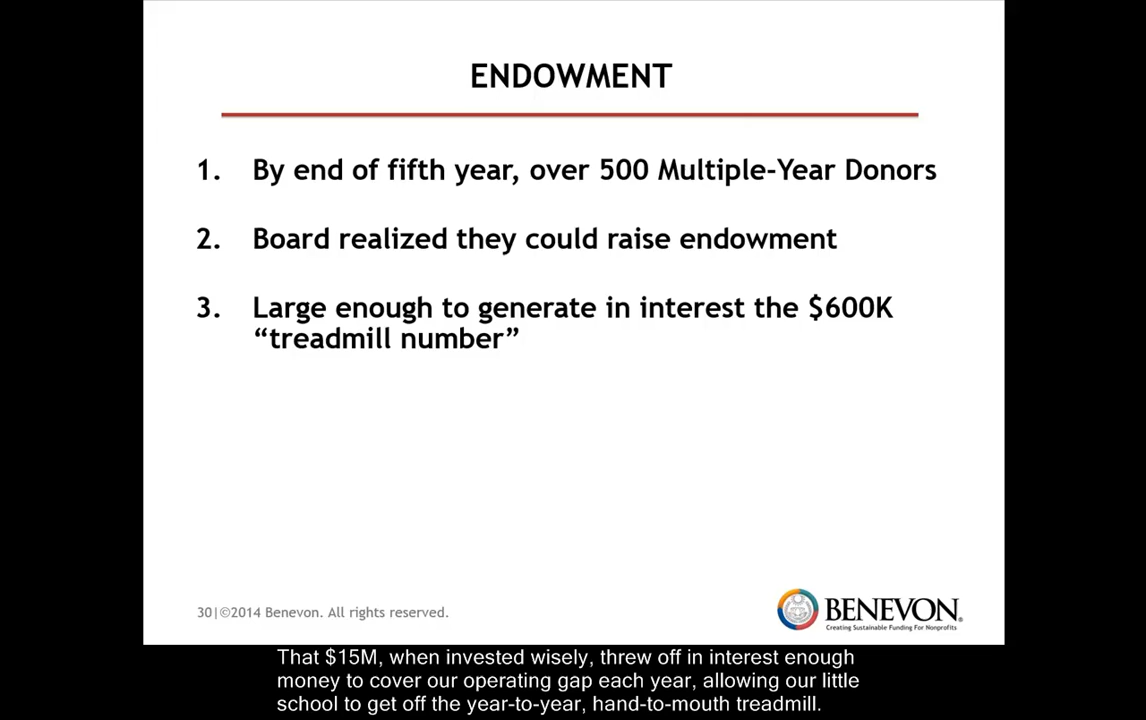 ENDOWMENT
1. By end of fifth year, over 500 Multiple-Year Donors
2. Board realized they could raise endowment
3. Large enough to generate in interest the $600K
“treadmill number”
30|©2014 Benevon. All rights reserved.
BENEVON®
Creating Sustainable Funding For Nonprofits
That $15M, when invested wisely, threw off in interest enough
money to cover our operating gap each year, allowing our little
school to get off the year-to-year, hand-to-mouth treadmill.